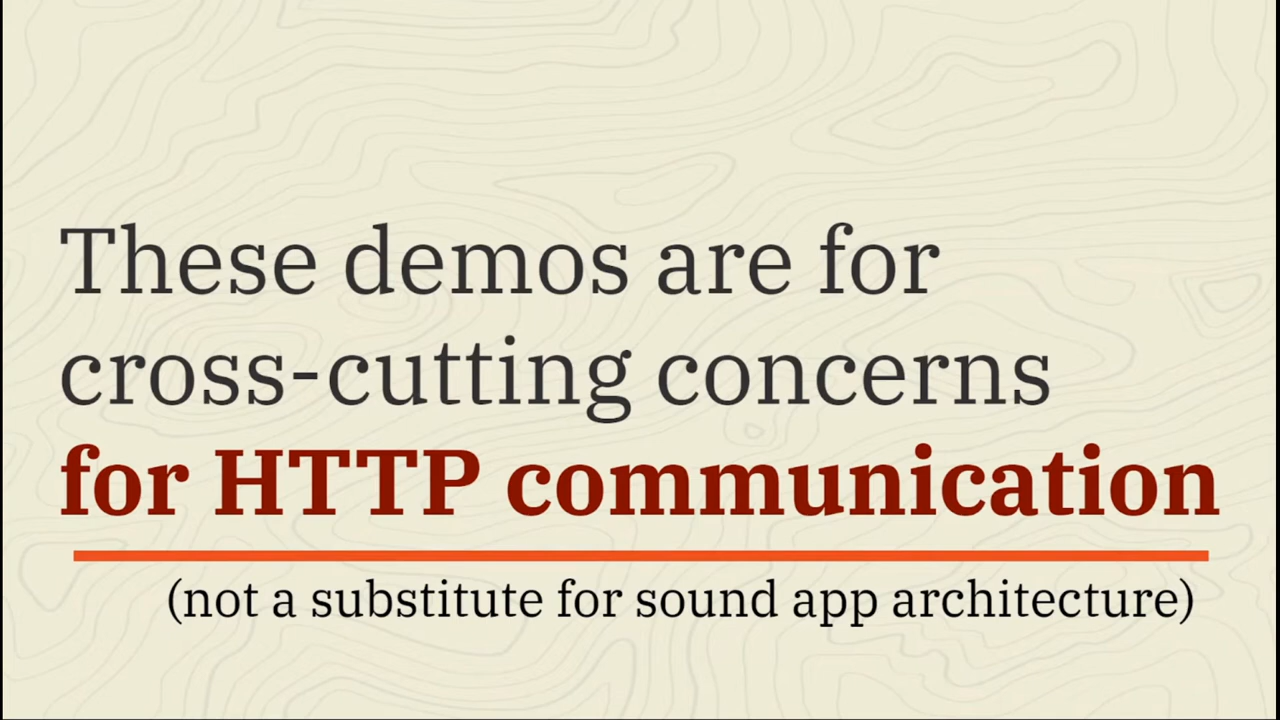 These demos are for
cross-cutting concerns
for HTTP communication
(not a substitute for sound app architecture)